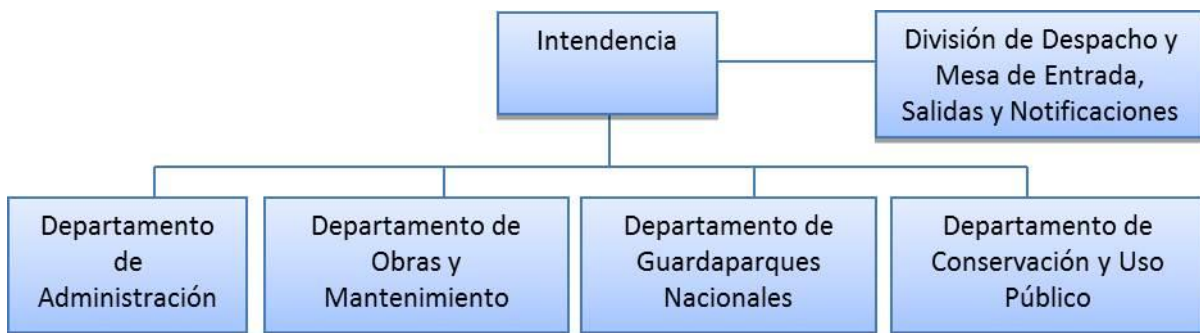 Intendencia
División de Despacho y
Mesa de Entrada,
Salidas y Notificaciones
Departamento
de
Administración
Departamento de
Obras y
Mantenimiento
Departamento de
Guardaparques
Nacionales
Departamento de
Conservación y Uso
Público